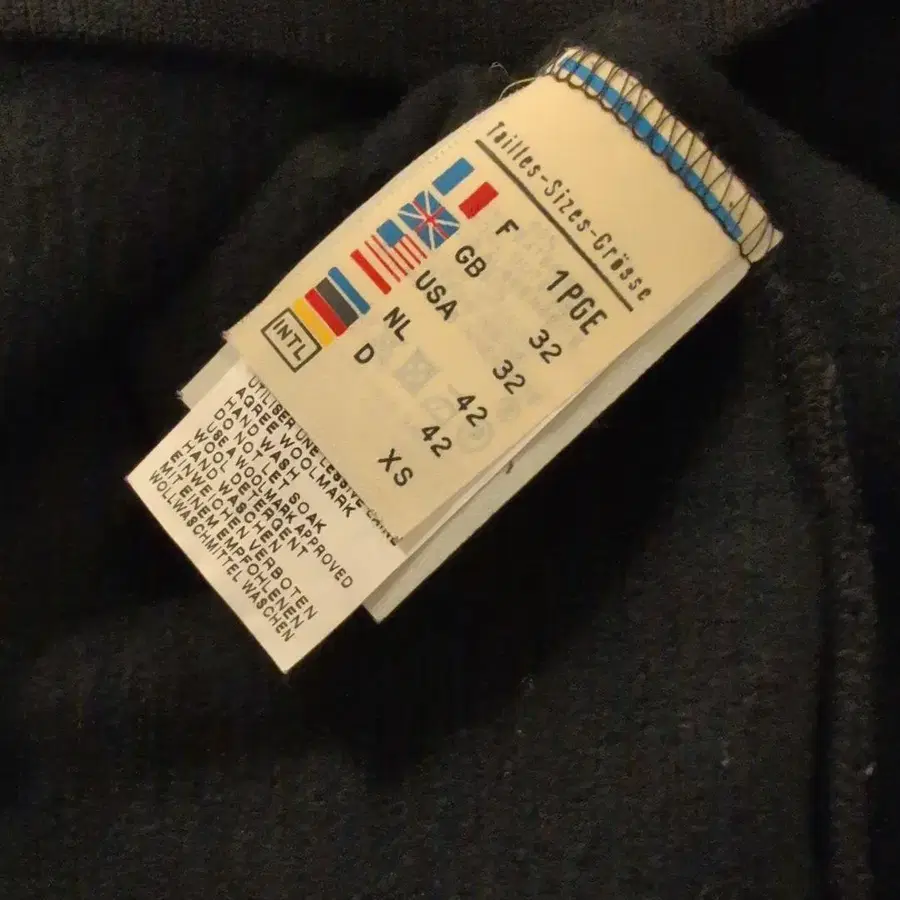 Tailles-Sizes-Grösse
F 1PGE
GB 32
USA 32
NL 42
D 42
INTL XS
UTILISER UNE LESSIVE LAINE
AGREE WOOLMARK
HAND WASH
DO NOT LET SOAK
USE A WOOLMARK APPROVED
WOOL DETERGENT
HAND WASCHEN
EINWEICHEN VERBOTEN
MIT EINEM EMPFOHLENEN
WOLLWASCHMITTEL WASCHEN